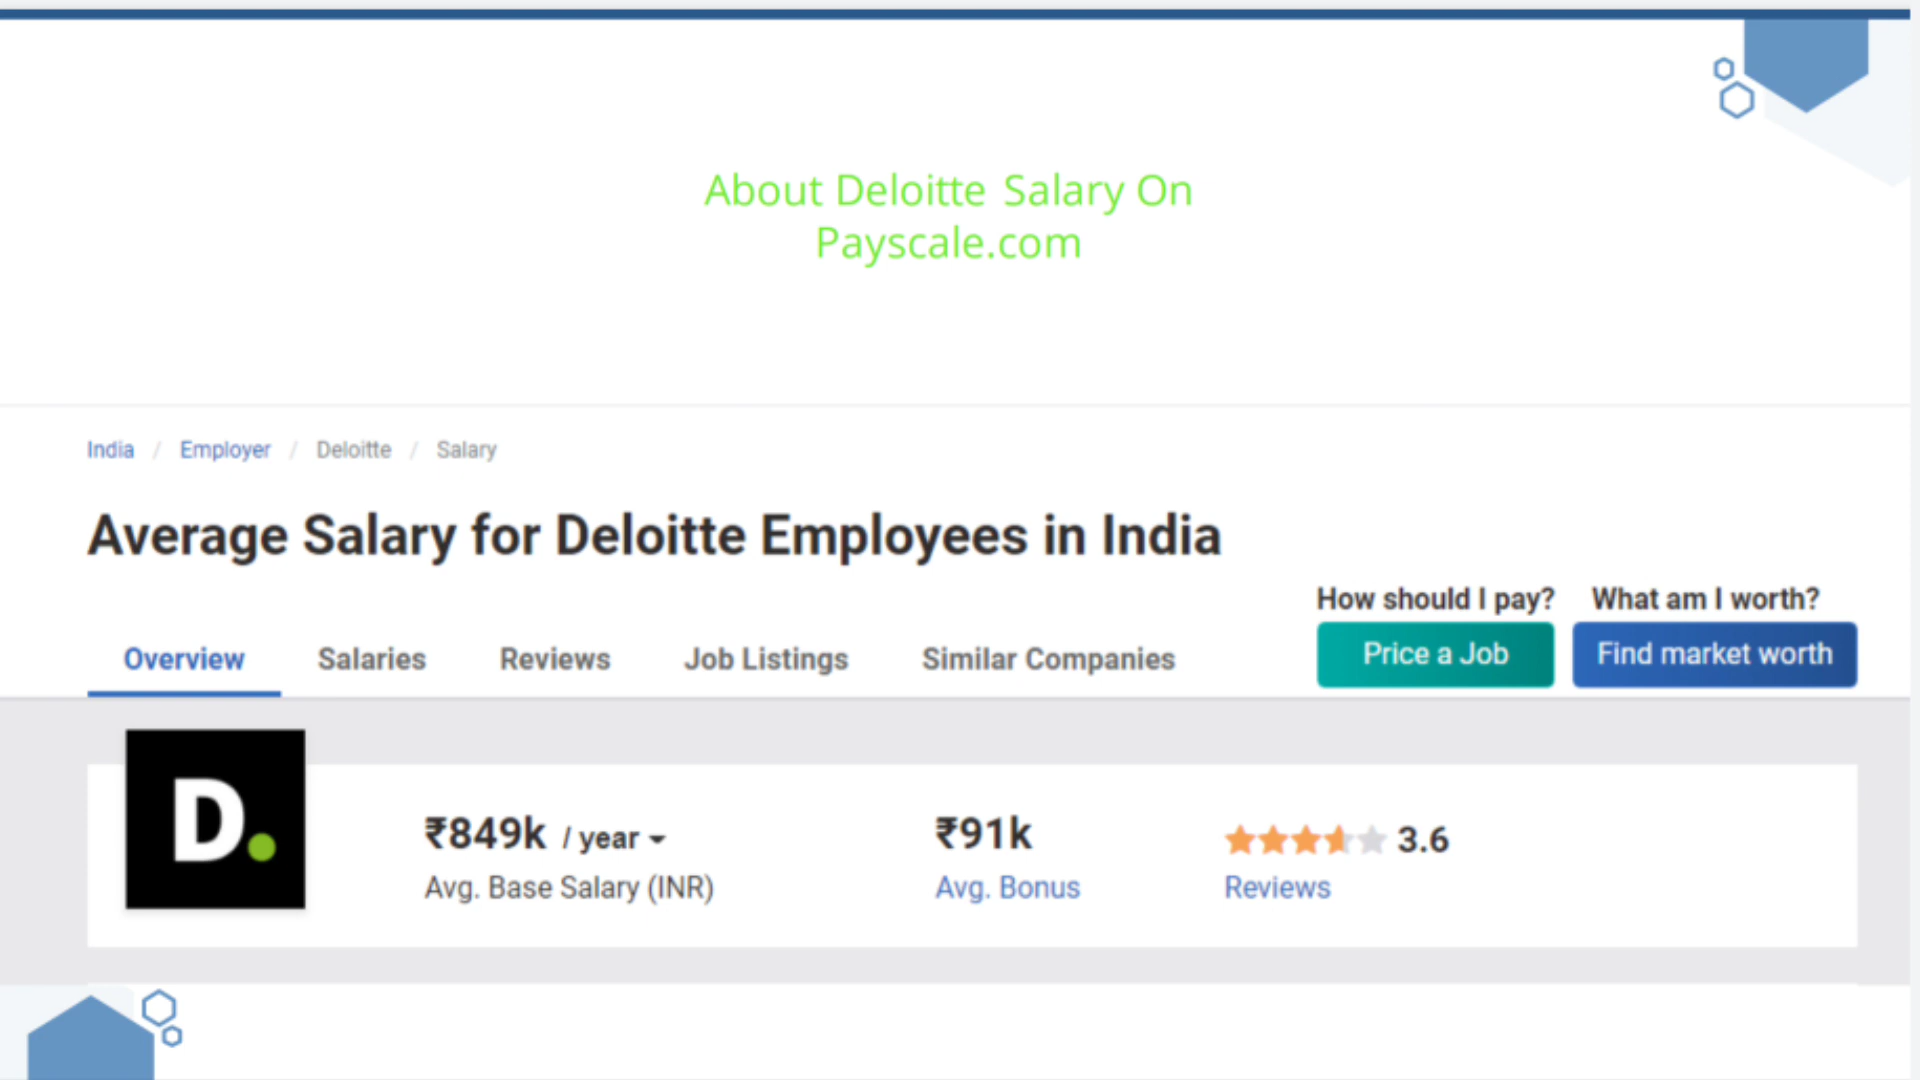 About Deloitte Salary On
Payscale.com
India / Employer / Deloitte / Salary
Average Salary for Deloitte Employees in India
How should I pay? What am I worth?
Overview Salaries Reviews Job Listings Similar Companies Price a Job Find market worth
D.
₹849k / year ₹91k 3.6
Avg. Base Salary (INR) Avg. Bonus Reviews